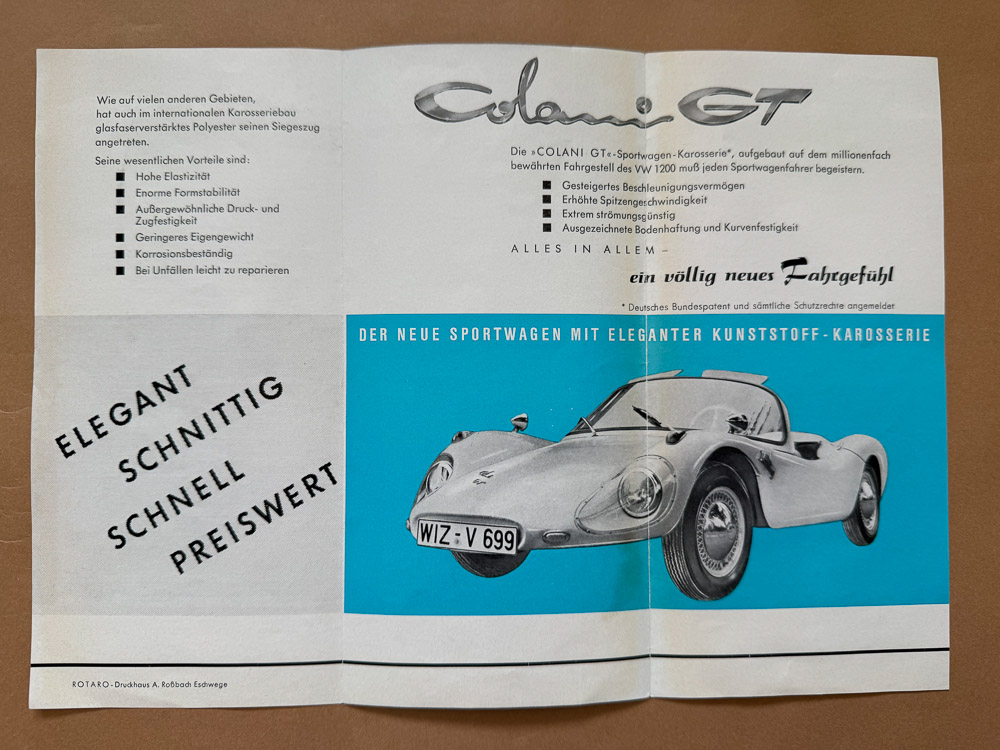 Wie auf vielen anderen Gebieten,
hat auch im internationalen Karosseriebau
glasfaserverstärktes Polyester seinen Siegeszug
angetreten.
Seine wesentlichen Vorteile sind:
■ Hohe Elastizität
■ Enorme Formstabilität
■ Außergewöhnliche Druck- und
Zugfestigkeit
■ Geringeres Eigengewicht
■ Korrosionsbeständig
■ Bei Unfällen leicht zu reparieren
Colani GT
Die »COLANI GT«-Sportwagen-Karosserie*, aufgebaut auf dem millionenfach
bewährten Fahrgestell des VW 1200 muß jeden Sportwagenfahrer begeistern.
■ Gesteigertes Beschleunigungsvermögen
■ Erhöhte Spitzengeschwindigkeit
■ Extrem strömungsgünstig
■ Ausgezeichnete Bodenhaftung und Kurvenfestigkeit
ALLES IN ALLEM –
ein völlig neues Fahrgefühl
* Deutsches Bundespatent und sämtliche Schutzrechte angemeldet
ELEGANT
SCHNITTIG
SCHNELL
PREISWERT
DER NEUE SPORTWAGEN MIT ELEGANTER KUNSTSTOFF-KAROSSERIE
WIZ-V 699
ROTARO-Druckhaus A. Roßbach Eschwege